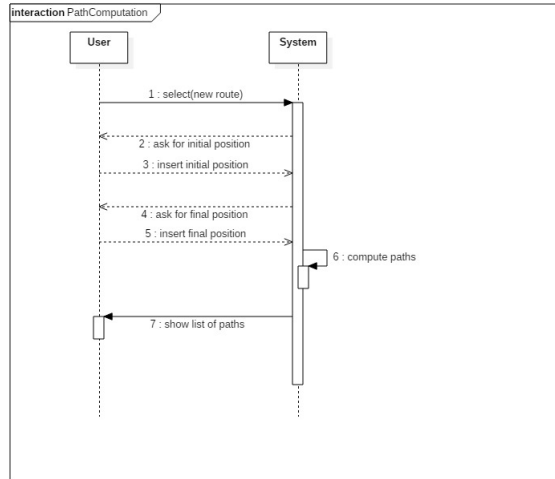 interaction PathComputation
User
System
1 : select(new route)
2 : ask for initial position
3 : insert initial position
4 : ask for final position
5 : insert final position
6 : compute paths
7 : show list of paths